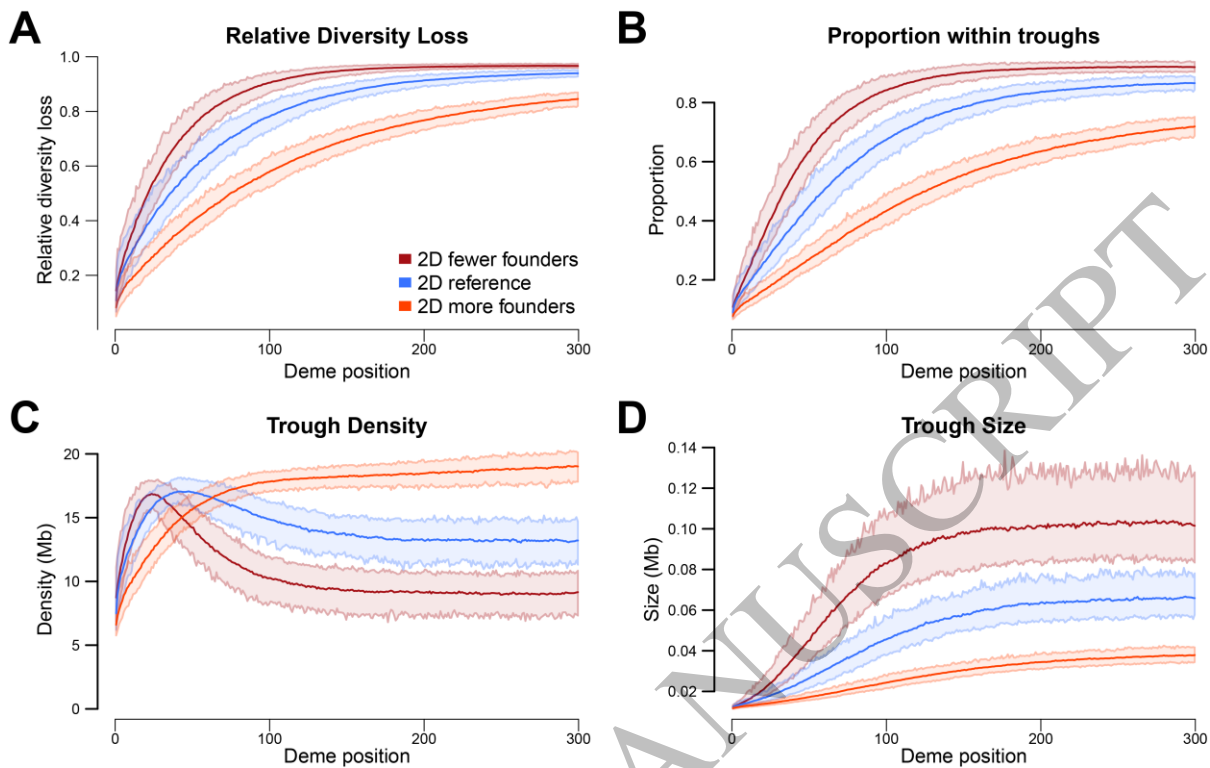 A
Relative Diversity Loss
1.0
0.8
0.6
0.4
0.2
Relative diversity loss
2D fewer founders
2D reference
2D more founders
0 100 200 300
Deme position
B
Proportion within troughs
0.8
0.6
0.4
0.2
Proportion
0 100 200 300
Deme position
C
Trough Density
20
15
10
5
0
Density (Mb)
0 100 200 300
Deme position
D
Trough Size
0.14
0.12
0.10
0.08
0.06
0.04
0.02
Size (Mb)
0 100 200 300
Deme position
ANUSCRIPT